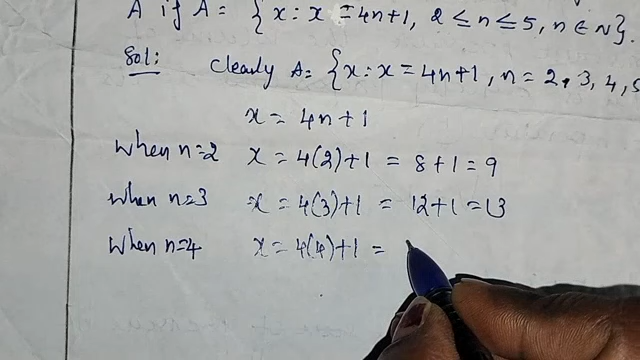 A if A = {x : x = 4n+1, 2 ≤ n ≤ 5, n ∈ N}.
Sol: Clearly A = {x : x = 4n+1, n = 2, 3, 4, 5
x = 4n+1
when n=2 x = 4(2)+1 = 8+1 = 9
when n=3 x = 4(3)+1 = 12+1 = 13
when n=4 x = 4(4)+1 =